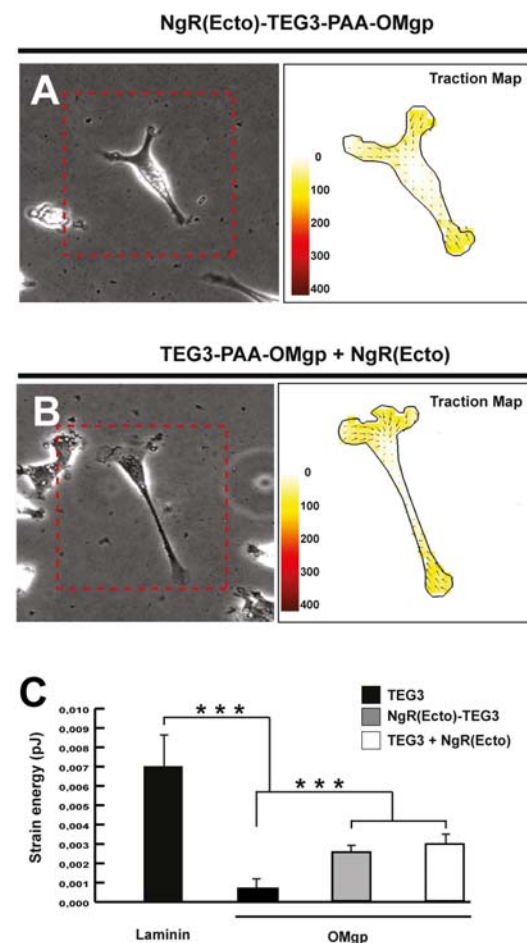 NgR(Ecto)-TEG3-PAA-OMgp
A
Traction Map
0
100
200
300
400
TEG3-PAA-OMgp + NgR(Ecto)
B
Traction Map
0
100
200
300
400
C
TEG3
NgR(Ecto)-TEG3
TEG3 + NgR(Ecto)
***
***
Strain energy (pJ)
0,010
0,009
0,008
0,007
0,006
0,005
0,004
0,003
0,002
0,001
0,000
Laminin
OMgp